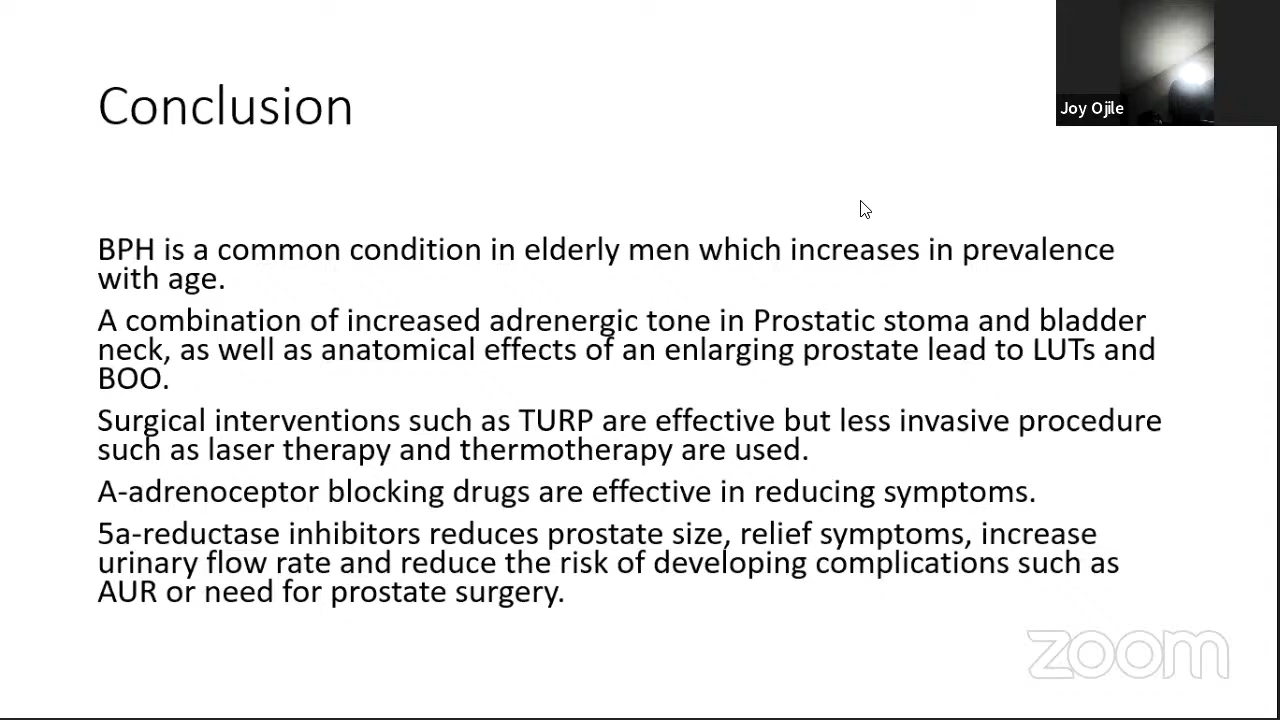 Joy Ojile
Conclusion
BPH is a common condition in elderly men which increases in prevalence
with age.
A combination of increased adrenergic tone in Prostatic stoma and bladder
neck, as well as anatomical effects of an enlarging prostate lead to LUTs and
BOO.
Surgical interventions such as TURP are effective but less invasive procedure
such as laser therapy and thermotherapy are used.
A-adrenoceptor blocking drugs are effective in reducing symptoms.
5a-reductase inhibitors reduces prostate size, relief symptoms, increase
urinary flow rate and reduce the risk of developing complications such as
AUR or need for prostate surgery.
zoom